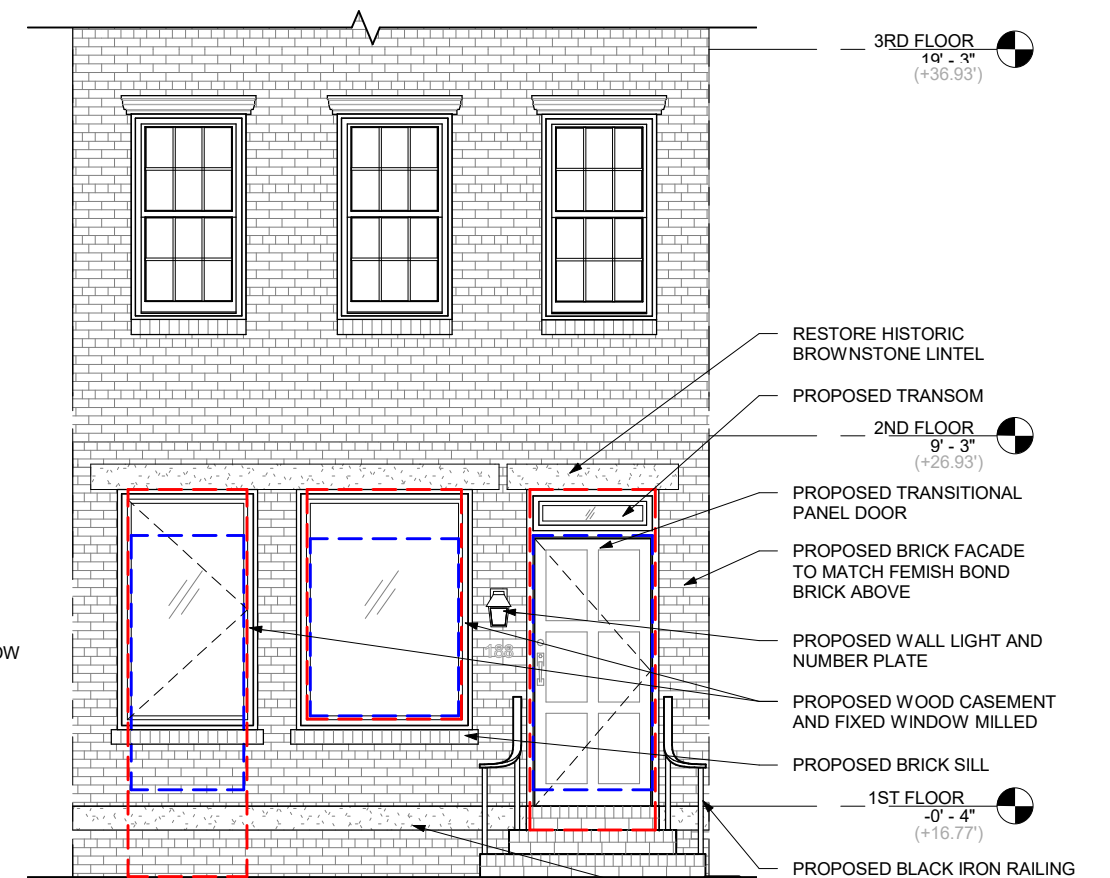 3RD FLOOR
19' - 3"
(+36.93')
RESTORE HISTORIC
BROWNSTONE LINTEL
PROPOSED TRANSOM
2ND FLOOR
9' - 3"
(+26.93')
PROPOSED TRANSITIONAL
PANEL DOOR
PROPOSED BRICK FACADE
TO MATCH FEMISH BOND
BRICK ABOVE
PROPOSED WALL LIGHT AND
NUMBER PLATE
188
OW
PROPOSED WOOD CASEMENT
AND FIXED WINDOW MILLED
PROPOSED BRICK SILL
1ST FLOOR
-0' - 4"
(+16.77')
PROPOSED BLACK IRON RAILING